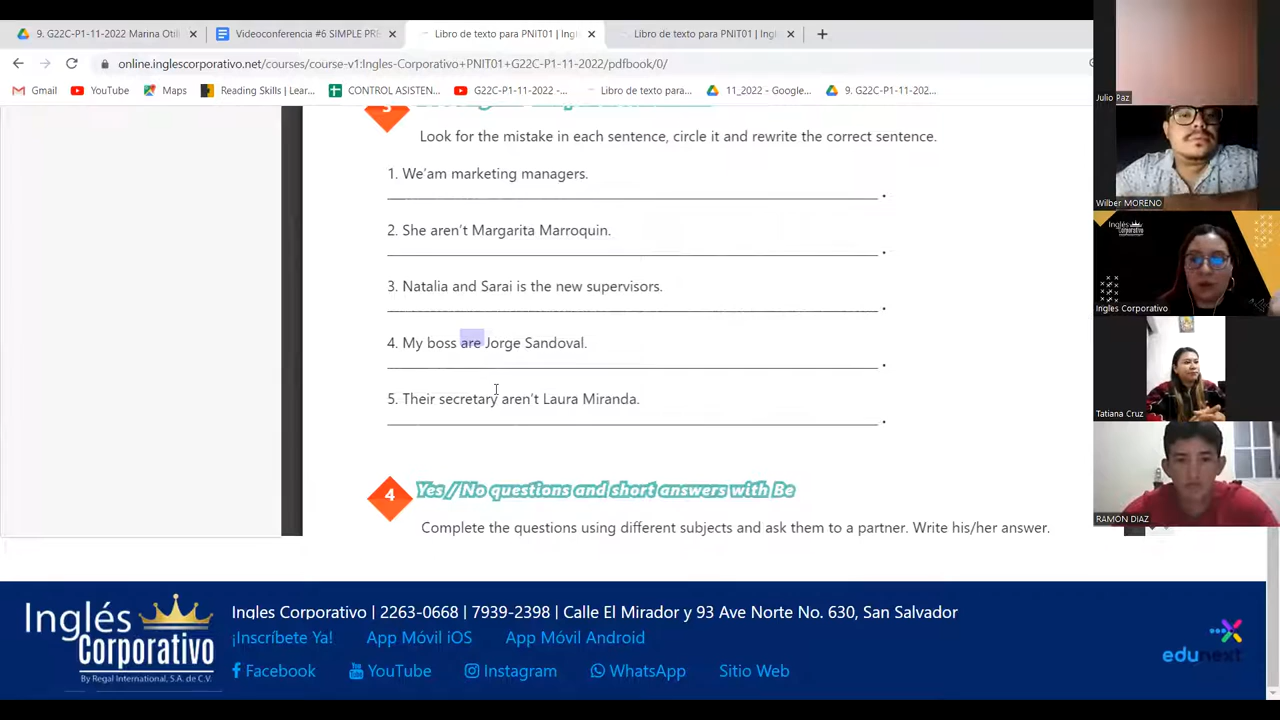 9. G22C-P1-11-2022 Marina Otili
Videoconferencia #6 SIMPLE PRE
Libro de texto para PNIT01 | Ingl
Libro de texto para PNIT01 | Ingl
online.inglescorporativo.net/courses/course-v1:Ingles-Corporativo+PNIT01+G22C-P1-11-2022/pdfbook/0/
Gmail
YouTube
Maps
Reading Skills | Lear...
CONTROL ASISTEN...
G22C-P1-11-2022 -...
Libro de texto para...
11_2022 – Google...
9. G22C-P1-11-202...
Look for the mistake in each sentence, circle it and rewrite the correct sentence.
1. We'am marketing managers.
2. She aren't Margarita Marroquin.
3. Natalia and Sarai is the new supervisors.
4. My boss are Jorge Sandoval.
5. Their secretary aren't Laura Miranda.
4
Yes / No questions and short answers with Be
Complete the questions using different subjects and ask them to a partner. Write his/her answer.
Julio Paz
Wilber MORENO
Inglés
Corporativo
Ingles Corporativo
Tatiana Cruz
RAMON DIAZ
Inglés
Corporativo
By Regal International, S.A. de C.V.
Ingles Corporativo | 2263-0668 | 7939-2398 | Calle El Mirador y 93 Ave Norte No. 630, San Salvador
¡Inscríbete Ya!
App Móvil iOS
App Móvil Android
Facebook
YouTube
Instagram
WhatsApp
Sitio Web
edunext